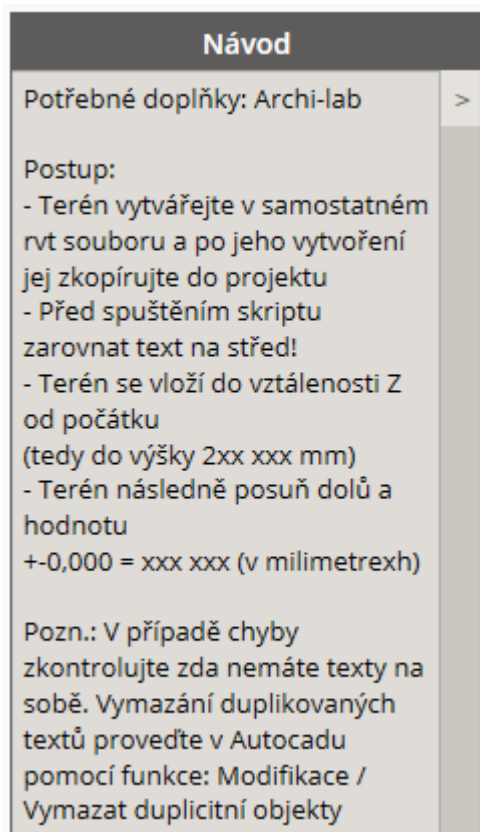 Návod
Potřebné doplňky: Archi-lab
>
Postup:
- Terén vytvářejte v samostatném
rvt souboru a po jeho vytvoření
jej zkopírujte do projektu
- Před spuštěním skriptu
zarovnat text na střed!
- Terén se vloží do vztálenosti Z
od počátku
(tedy do výšky 2xx xxx mm)
- Terén následně posuň dolů a
hodnotu
+-0,000 = xxx xxx (v milimetrexh)
Pozn.: V případě chyby
zkontrolujte zda nemáte texty na
sobě. Vymazání duplikovaných
textů proveďte v Autocadu
pomocí funkce: Modifikace /
Vymazat duplicitní objekty